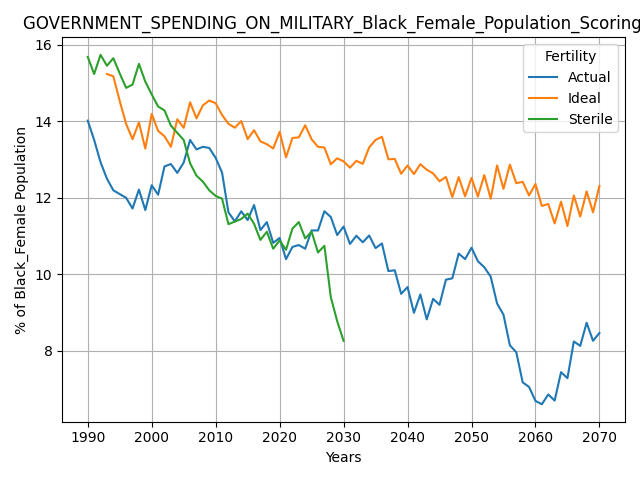 GOVERNMENT_SPENDING_ON_MILITARY_Black_Female_Population_Scoring
16
14
12
10
8
% of Black_Female Population
Fertility
Actual
Ideal
Sterile
1990 2000 2010 2020 2030 2040 2050 2060 2070
Years